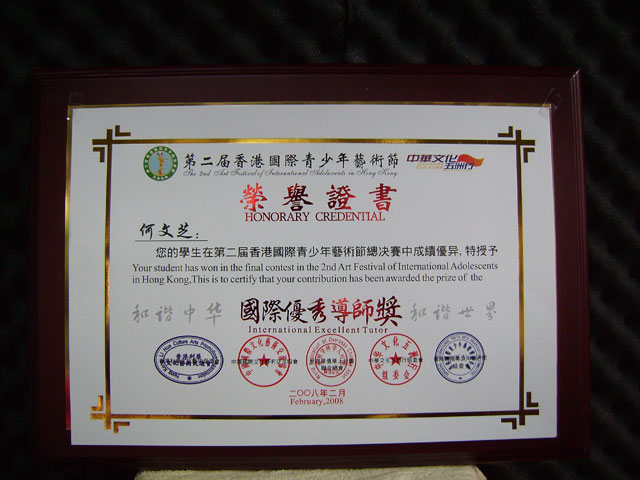 第二届香港國際青少年藝術節
The 2nd Art Festival of International Adolescents in Hong Kong
中華文化
五洲行
榮譽證書
HONORARY CREDENTIAL
何文芝：
您的學生在第二届香港國際青少年藝術節總决賽中成績優异，特授予
Your student has won in the final contest in the 2nd Art Festival of International Adolescents
in Hong Kong,This is to certify that your contribution has been awarded the prize of the
和谐中华
國際優秀導師獎
和谐世界
International Excellent Tutor
二〇〇八年二月
February,2008